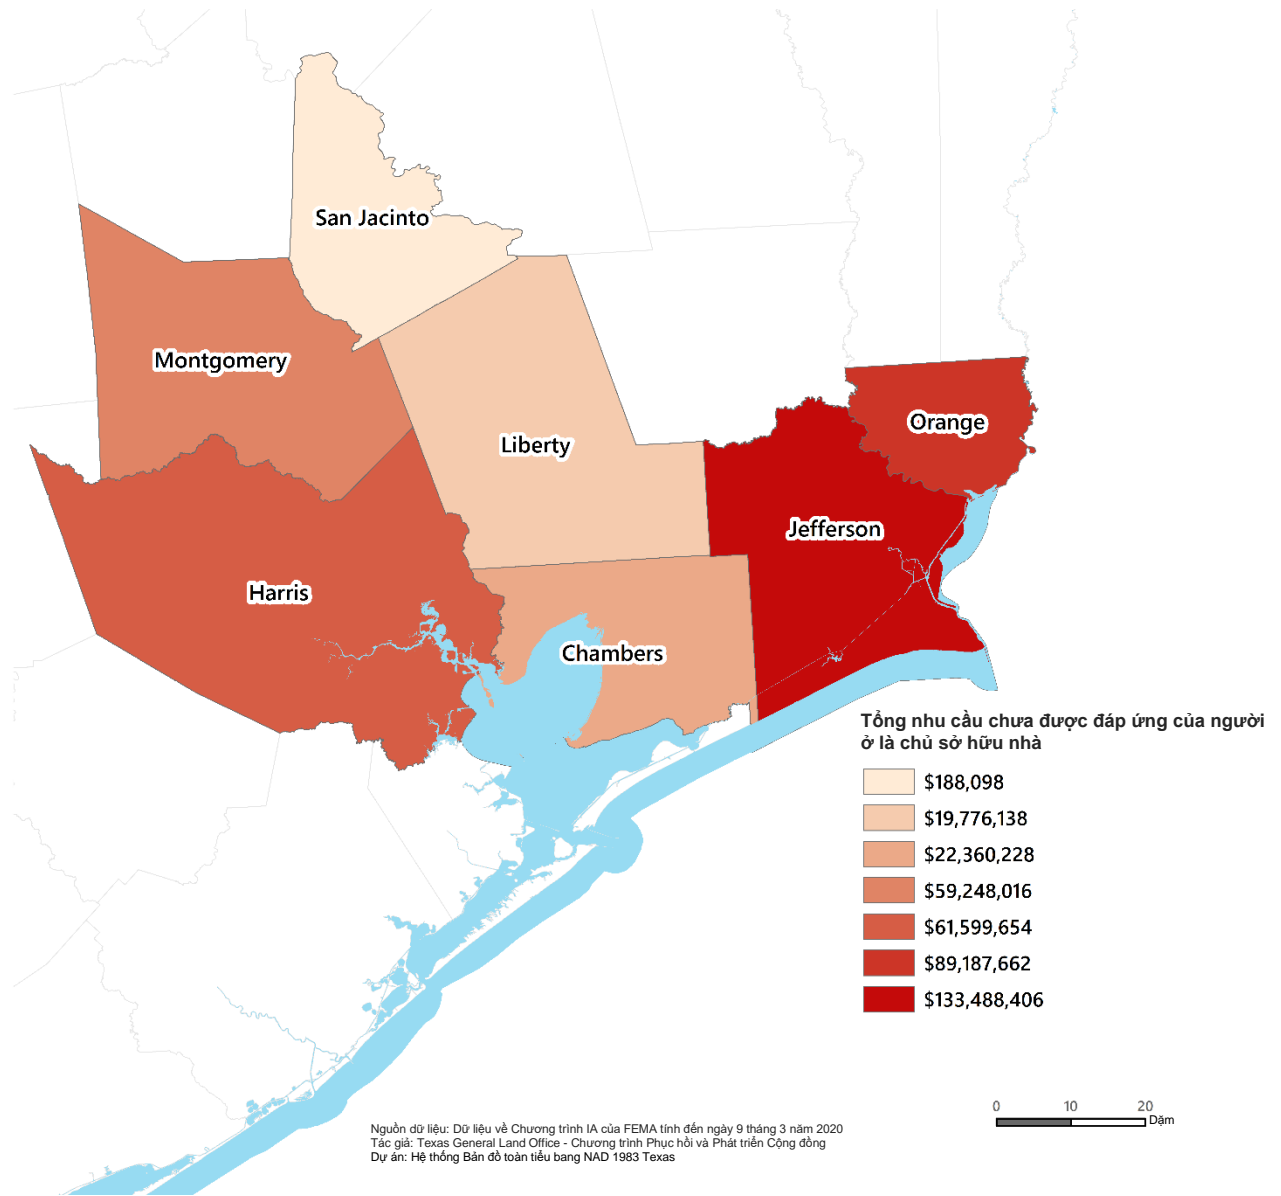 San Jacinto
Montgomery
Orange
Liberty
Jefferson
Harris
Chambers
Tổng nhu cầu chưa được đáp ứng của người
ở là chủ sở hữu nhà
$188,098
$19,776,138
$22,360,228
$59,248,016
$61,599,654
$89,187,662
$133,488,406
0 10 20
Dặm
Nguồn dữ liệu: Dữ liệu về Chương trình IA của FEMA tính đến ngày 9 tháng 3 năm 2020
Tác giả: Texas General Land Office - Chương trình Phục hồi và Phát triển Cộng đồng
Dự án: Hệ thống Bản đồ toàn tiểu bang NAD 1983 Texas